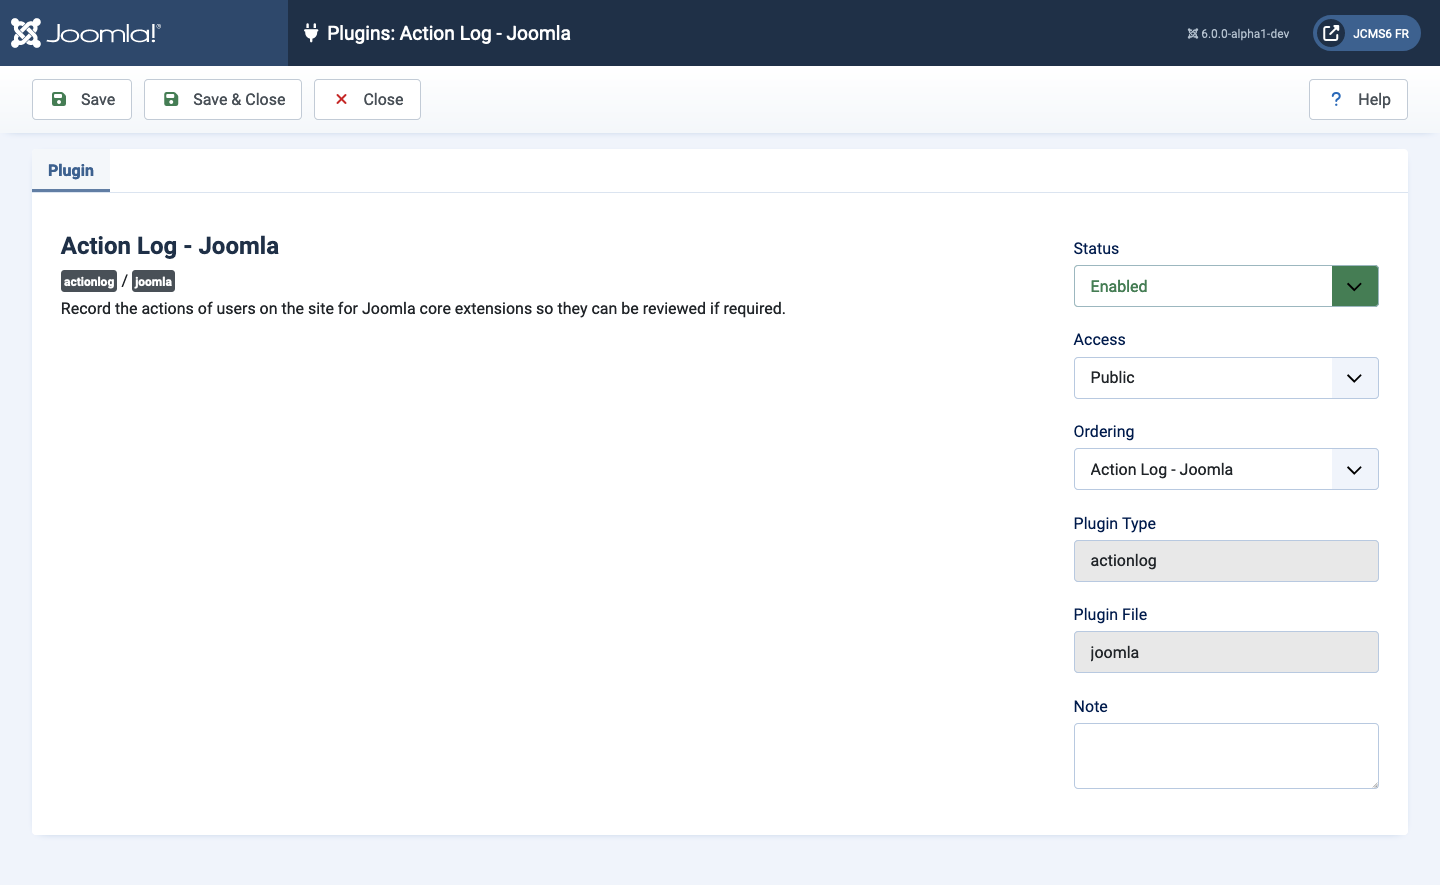 Joomla!®
Plugins: Action Log - Joomla
6.0.0-alpha1-dev
JCMS6 FR
Save
Save & Close
Close
? Help
Plugin
Action Log - Joomla
actionlog / joomla
Record the actions of users on the site for Joomla core extensions so they can be reviewed if required.
Status
Enabled
Access
Public
Ordering
Action Log - Joomla
Plugin Type
actionlog
Plugin File
joomla
Note